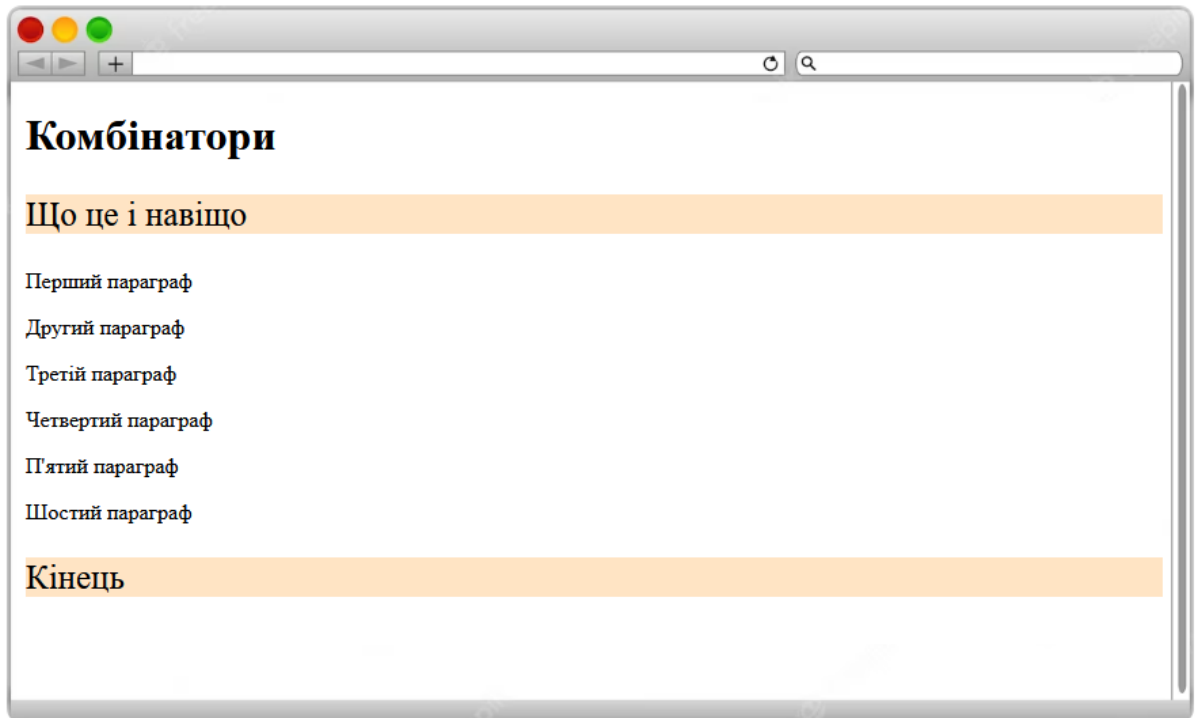 Комбінатори
Що це і навіщо
Перший параграф
Другий параграф
Третій параграф
Четвертий параграф
П'ятий параграф
Шостий параграф
Кінець